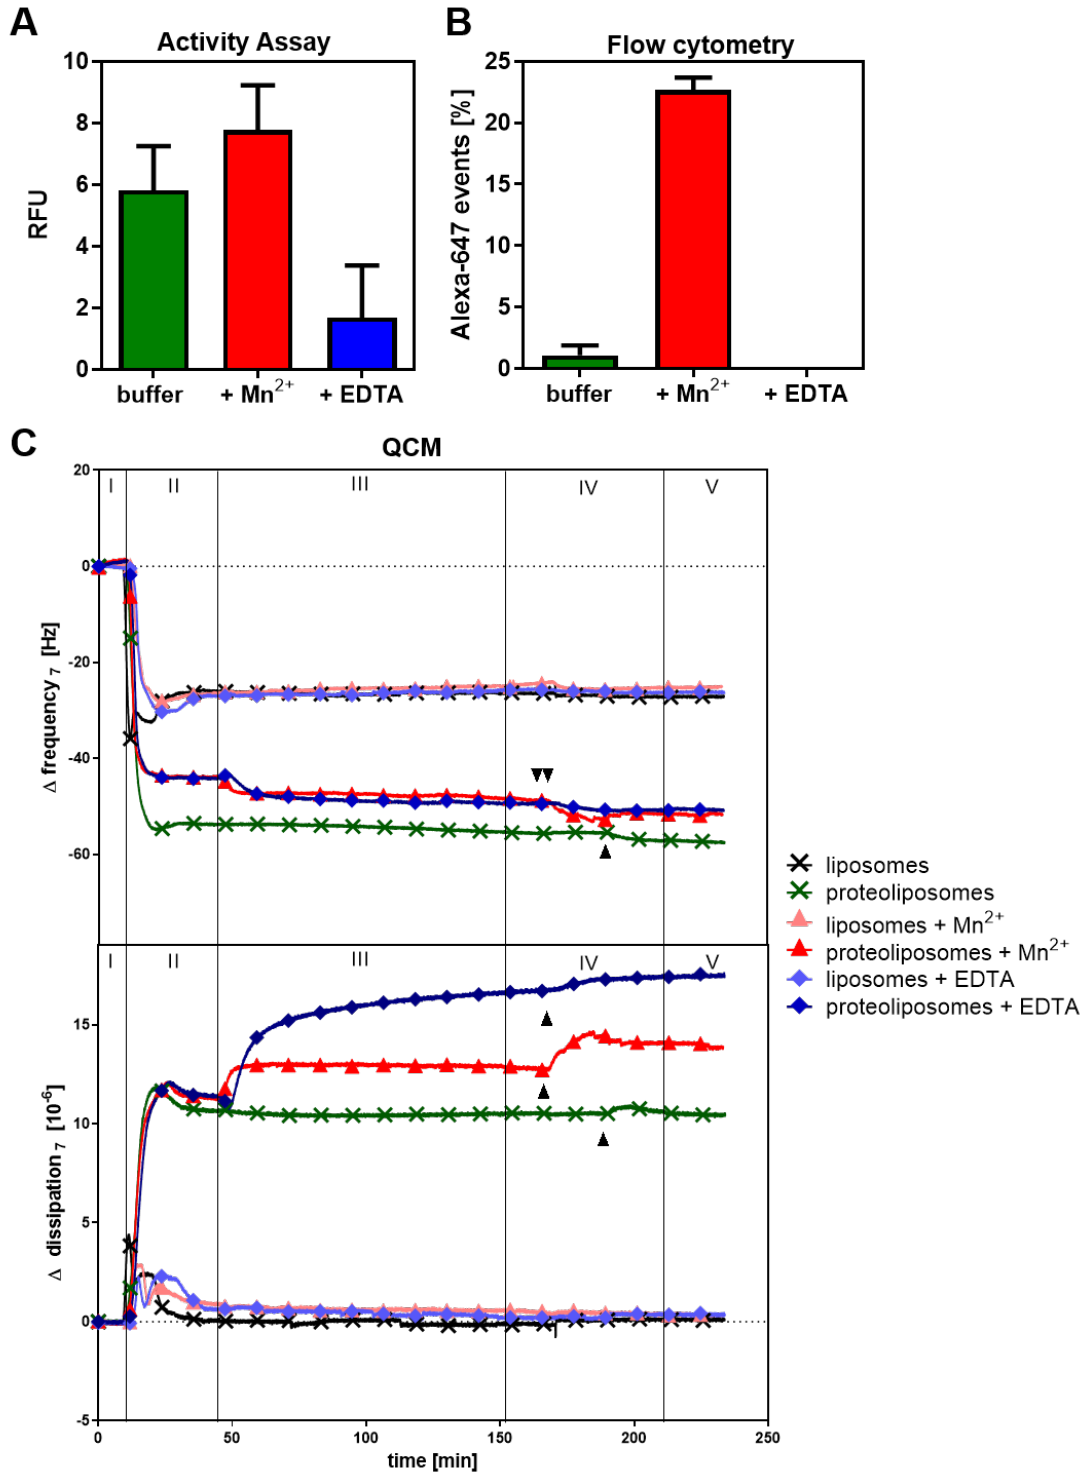 A
Activity Assay
10
8
6
4
2
0
RFU
buffer
+ Mn²⁺
+ EDTA
B
Flow cytometry
25
20
15
10
5
0
Alexa-647 events [%]
buffer
+ Mn²⁺
+ EDTA
C
QCM
20
0
-20
-40
-60
Δ frequency ₇ [Hz]
I
II
III
IV
V
I
II
III
IV
V
15
10
5
0
-5
Δ dissipation ₇ [10⁻⁶]
0
50
100
150
200
250
time [min]
liposomes
proteoliposomes
liposomes + Mn²⁺
proteoliposomes + Mn²⁺
liposomes + EDTA
proteoliposomes + EDTA